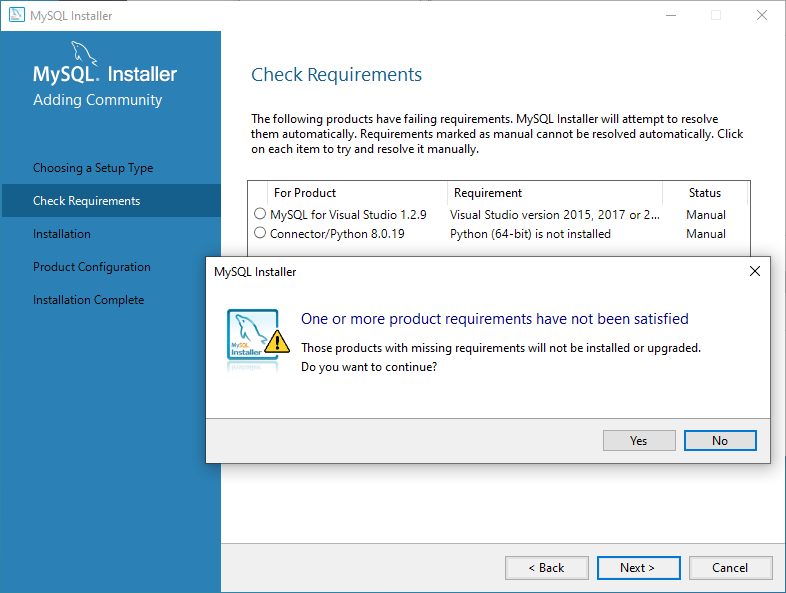 MySQL Installer
MySQL. Installer
Adding Community
Choosing a Setup Type
Check Requirements
Installation
Product Configuration
Installation Complete
Check Requirements
The following products have failing requirements. MySQL Installer will attempt to resolve
them automatically. Requirements marked as manual cannot be resolved automatically. Click
on each item to try and resolve it manually.
For Product Requirement Status
MySQL for Visual Studio 1.2.9 Visual Studio version 2015, 2017 or 2... Manual
Connector/Python 8.0.19 Python (64-bit) is not installed Manual
MySQL Installer
MySQL
Installer
One or more product requirements have not been satisfied
Those products with missing requirements will not be installed or upgraded.
Do you want to continue?
Yes No
< Back Next > Cancel